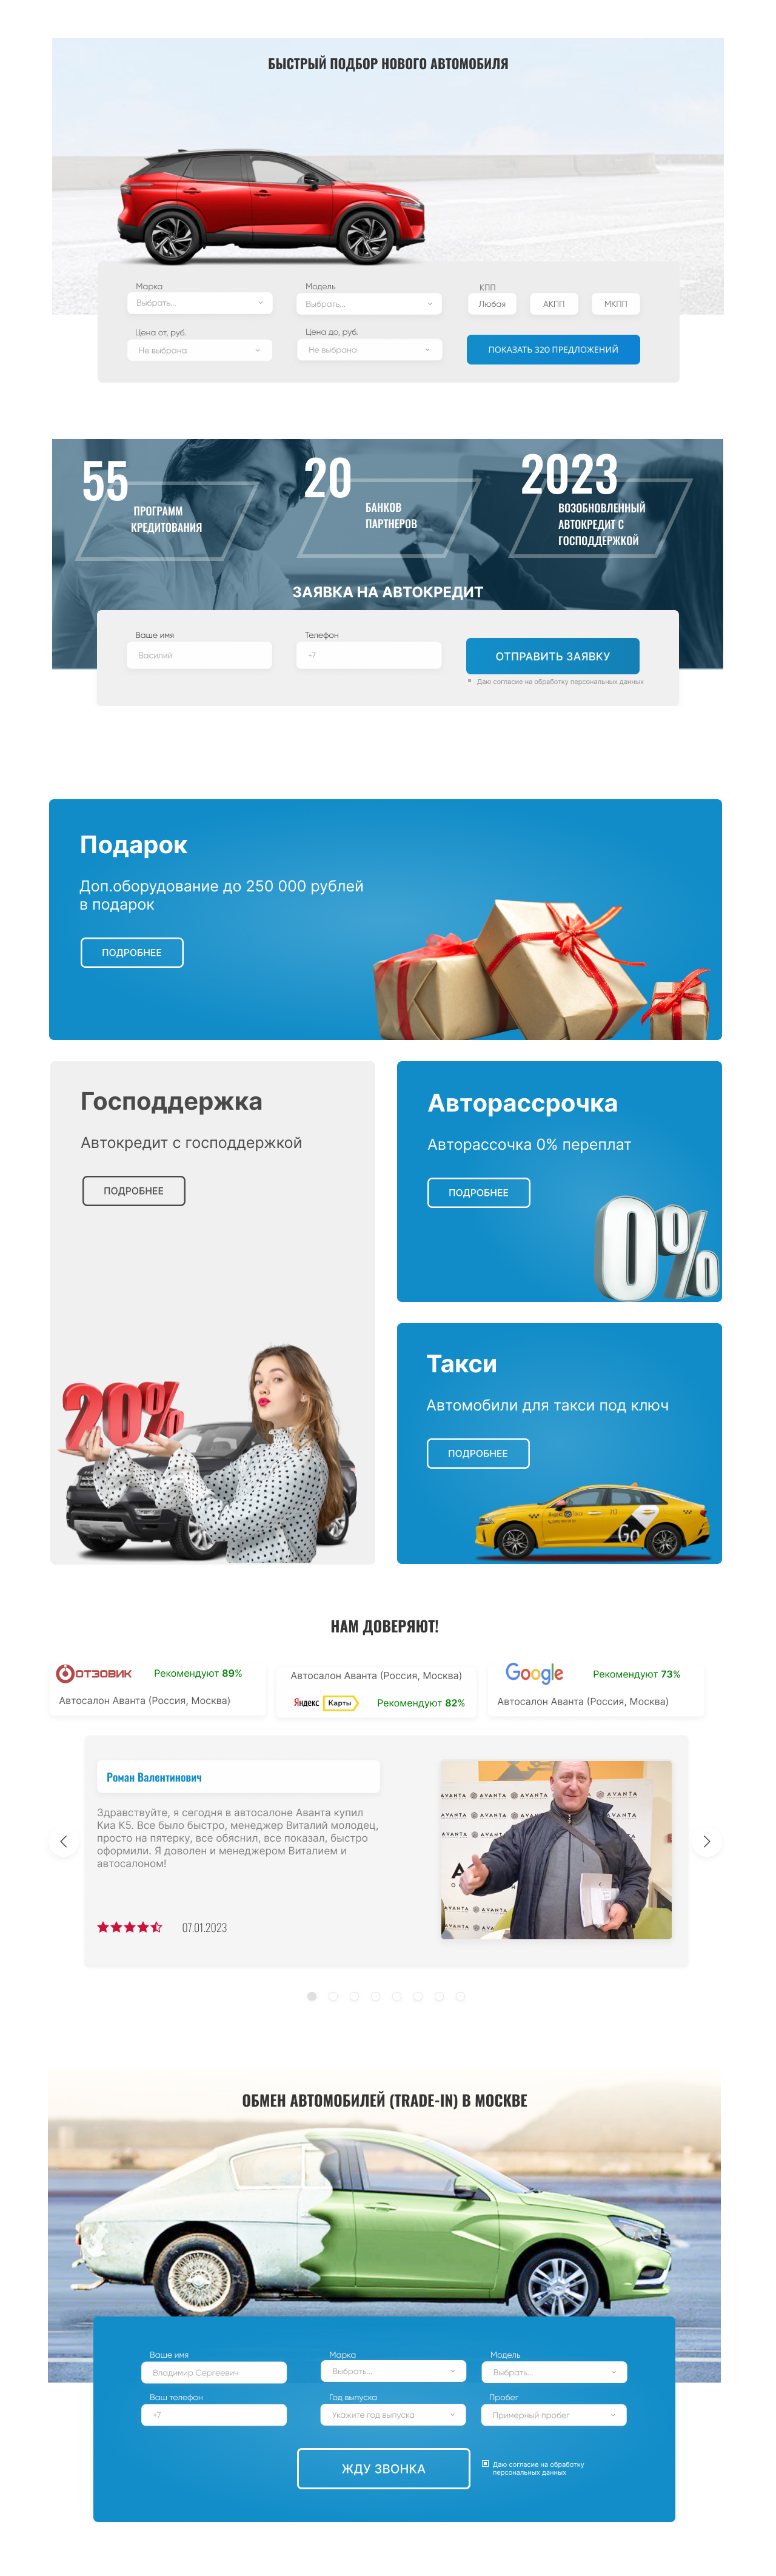 БЫСТРЫЙ ПОДБОР НОВОГО АВТОМОБИЛЯ
Марка
Модель
КПП
Выбрать...
Выбрать...
Любая
АКПП
МКПП
Цена от, руб.
Цена до, руб.
Не выбрана
Не выбрана
ПОКАЗАТЬ 320 ПРЕДЛОЖЕНИЙ
55
ПРОГРАММ
КРЕДИТОВАНИЯ
20
БАНКОВ
ПАРТНЕРОВ
2023
ВОЗОБНОВЛЕННЫЙ
АВТОКРЕДИТ С
ГОСПОДДЕРЖКОЙ
ЗАЯВКА НА АВТОКРЕДИТ
Ваше имя
Телефон
Василий
+7
ОТПРАВИТЬ ЗАЯВКУ
Даю согласие на обработку персональных данных
Подарок
Доп.оборудование до 250 000 рублей
в подарок
ПОДРОБНЕЕ
Господдержка
Автокредит с господдержкой
ПОДРОБНЕЕ
20%
Авторассрочка
Авторассочка 0% переплат
ПОДРОБНЕЕ
0%
Такси
Автомобили для такси под ключ
ПОДРОБНЕЕ
Go
НАМ ДОВЕРЯЮТ!
ОТЗОВИК
Рекомендуют 89%
Автосалон Аванта (Россия, Москва)
Автосалон Аванта (Россия, Москва)
Яндекс Карты
Рекомендуют 82%
Google
Рекомендуют 73%
Автосалон Аванта (Россия, Москва)
Роман Валентинович
Здравствуйте, я сегодня в автосалоне Аванта купил
Киа К5. Все было быстро, менеджер Виталий молодец,
просто на пятерку, все обяснил, все показал, быстро
оформили. Я доволен и менеджером Виталием и
автосалоном!
07.01.2023
AVANTA
AVANTA
AVANTA
AVANTA
AVANTA
AVANTA
ОБМЕН АВТОМОБИЛЕЙ (TRADE-IN) В МОСКВЕ
Ваше имя
Марка
Модель
Владимир Сергеевич
Выбрать...
Выбрать...
Ваш телефон
Год выпуска
Пробег
+7
Укажите год выпуска
Примерный пробег
ЖДУ ЗВОНКА
Даю согласие на обработку
персональных данных